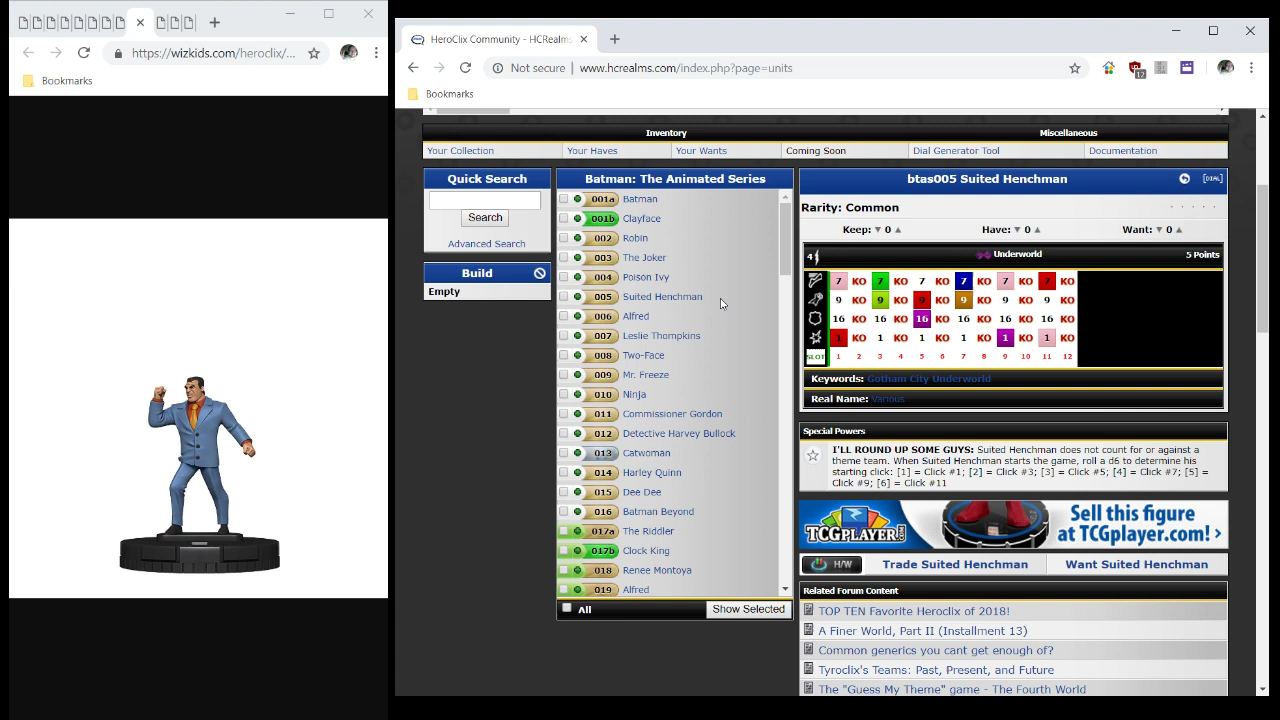 https://wizkids.com/heroclix/...
Bookmarks
HeroClix Community - HCRealms
Not secure | www.hcrealms.com/index.php?page=units
12
Bookmarks
Inventory
Miscellaneous
Your Collection
Your Haves
Your Wants
Coming Soon
Dial Generator Tool
Documentation
Quick Search
Search
Advanced Search
Build
Empty
Batman: The Animated Series
001a Batman
001b Clayface
002 Robin
003 The Joker
004 Poison Ivy
005 Suited Henchman
006 Alfred
007 Leslie Thompkins
008 Two-Face
009 Mr. Freeze
010 Ninja
011 Commissioner Gordon
012 Detective Harvey Bullock
013 Catwoman
014 Harley Quinn
015 Dee Dee
016 Batman Beyond
017a The Riddler
017b Clock King
018 Renee Montoya
019 Alfred
All
Show Selected
btas005 Suited Henchman
[DIAL]
Rarity: Common
Keep: 0 Have: 0 Want: 0
4 Underworld 5 Points
7 KO 7 KO 7 KO 7 KO 7 KO 7 KO
9 KO 9 KO 9 KO 9 KO 9 KO 9 KO
16 KO 16 KO 16 KO 16 KO 16 KO 16 KO
1 KO 1 KO 1 KO 1 KO 1 KO 1 KO
SLOT 1 2 3 4 5 6 7 8 9 10 11 12
Keywords: Gotham City Underworld
Real Name: Various
Special Powers
I'LL ROUND UP SOME GUYS: Suited Henchman does not count for or against
a theme team. When Suited Henchman starts the game, roll a d6 to determine his
starting click: [1] = Click #1; [2] = Click #3; [3] = Click #5; [4] = Click #7; [5] =
Click #9; [6] = Click #11
TCGPLAYER.COM
Sell this figure
at TCGplayer.com! ›
H/W
Trade Suited Henchman
Want Suited Henchman
Related Forum Content
TOP TEN Favorite Heroclix of 2018!
A Finer World, Part II (Installment 13)
Common generics you cant get enough of?
Tyroclix's Teams: Past, Present, and Future
The "Guess My Theme" game - The Fourth World